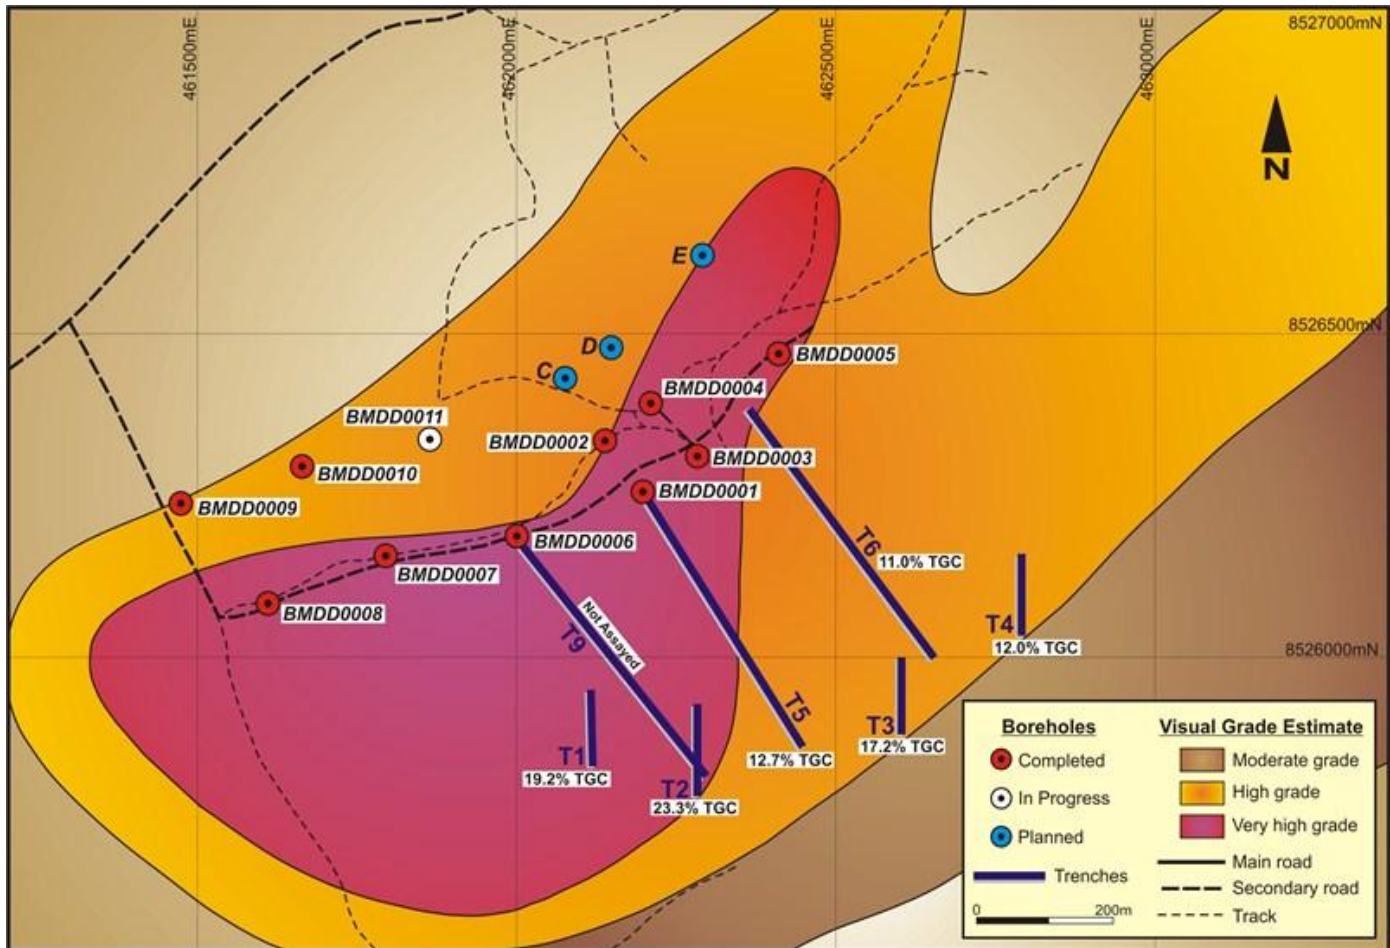 461500mE
462000mE
462500mE
463000mE
8527000mN
N
E
8526500mN
D
C
BMDD0005
BMDD0004
BMDD0011
BMDD0002
BMDD0003
BMDD0010
BMDD0001
BMDD0009
BMDD0006
BMDD0007
BMDD0008
T6
11.0% TGC
Not Assayed
T9
T4
12.0% TGC
8526000mN
T5
12.7% TGC
T3
17.2% TGC
T1
19.2% TGC
T2
23.3% TGC
Boreholes
Completed
In Progress
Planned
Trenches
0 200m
Visual Grade Estimate
Moderate grade
High grade
Very high grade
Main road
Secondary road
Track